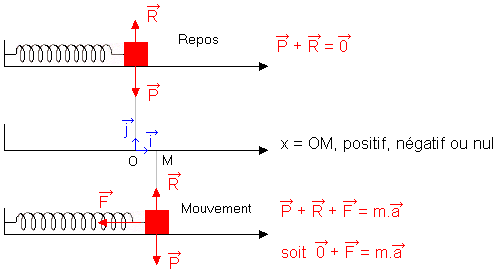 R⃗
Repos
P⃗ + R⃗ = 0⃗
P⃗
j⃗
i⃗
x = OM, positif, négatif ou nul
O
M
R⃗
F⃗
Mouvement
P⃗ + R⃗ + F⃗ = m.a⃗
P⃗
soit 0⃗ + F⃗ = m.a⃗